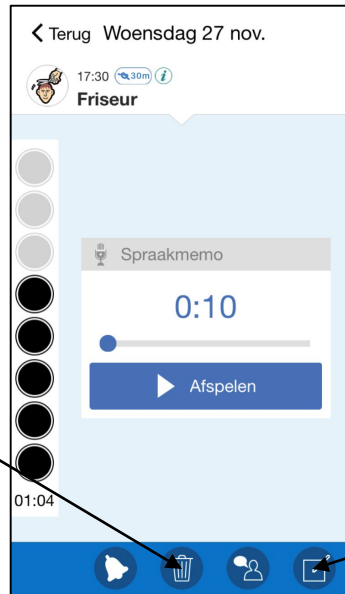 Terug Woensdag 27 nov.
17:30 30m i
Friseur
Spraakmemo
0:10
Afspelen
01:04